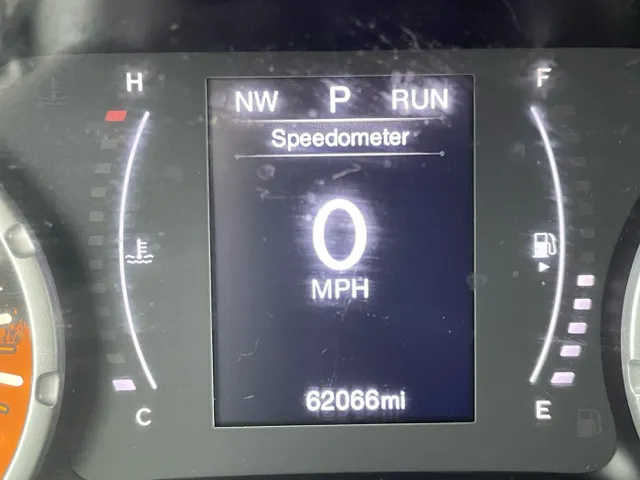 H F
NW P RUN
Speedometer
0
MPH
62066mi
C E